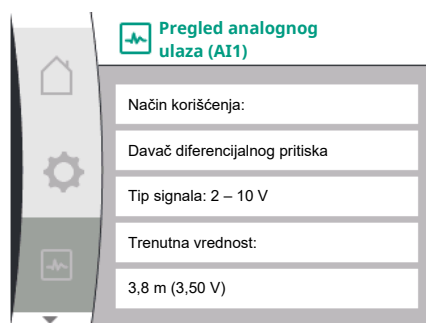 Pregled analognog
ulaza (AI1)
Način korišćenja:
Davač diferencijalnog pritiska
Tip signala: 2 – 10 V
Trenutna vrednost:
3,8 m (3,50 V)